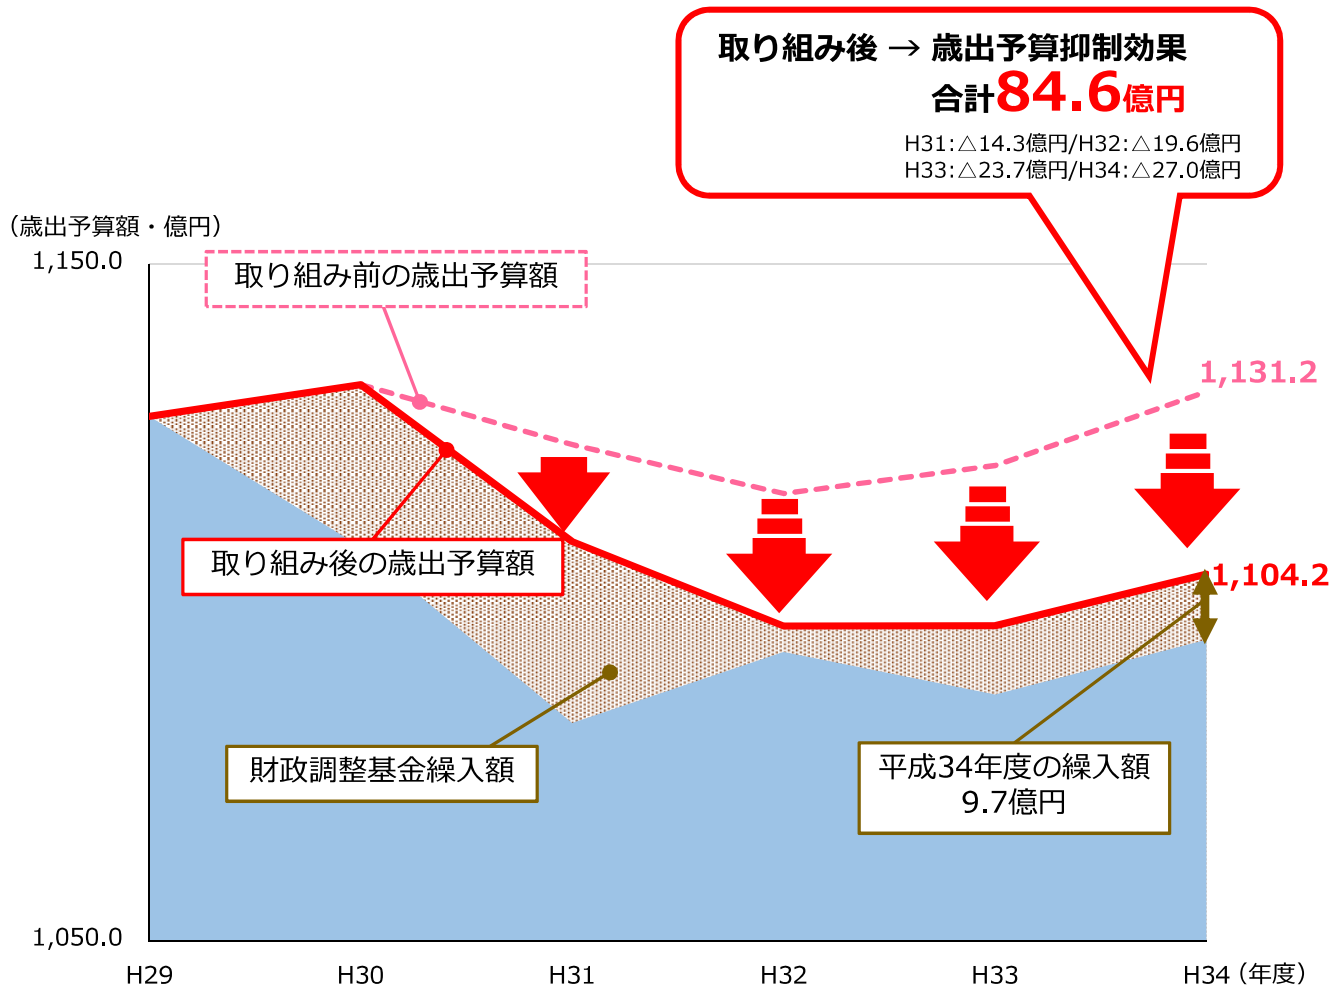 取り組み後 → 歳出予算抑制効果
合計84.6億円
H31:△14.3億円/H32:△19.6億円
H33:△23.7億円/H34:△27.0億円
（歳出予算額・億円）
1,150.0
取り組み前の歳出予算額
1,131.2
取り組み後の歳出予算額
1,104.2
財政調整基金繰入額
平成34年度の繰入額
9.7億円
1,050.0
H29 H30 H31 H32 H33 H34（年度）